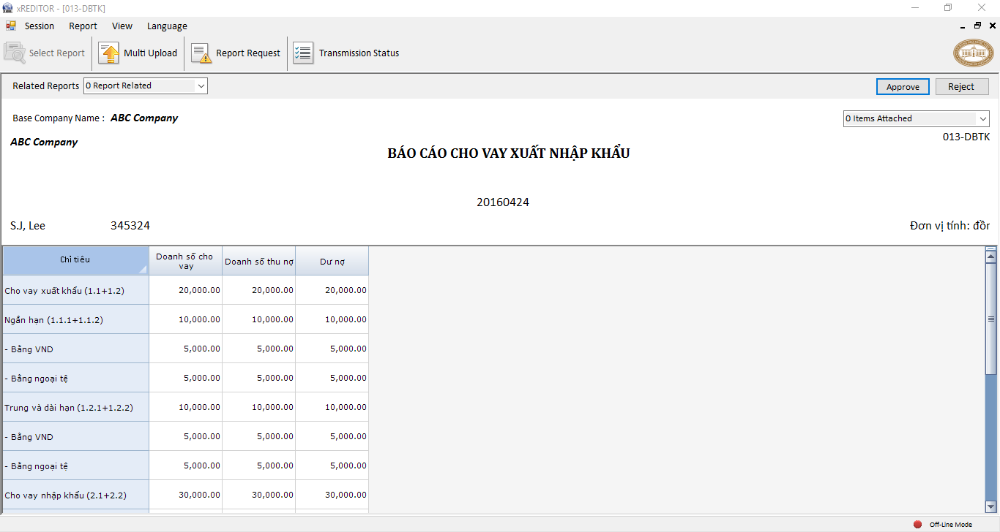 xREDITOR - [013-DBTK]
Session Report View Language
Select Report Multi Upload Report Request Transmission Status
Related Reports 0 Report Related Approve Reject
Base Company Name : ABC Company 0 Items Attached
ABC Company 013-DBTK
BÁO CÁO CHO VAY XUẤT NHẬP KHẨU
20160424
S.J, Lee 345324 Đơn vị tính: đồr
Chỉ tiêu Doanh số cho vay Doanh số thu nợ Dư nợ
Cho vay xuất khẩu (1.1+1.2) 20,000.00 20,000.00 20,000.00
Ngắn hạn (1.1.1+1.1.2) 10,000.00 10,000.00 10,000.00
- Bằng VND 5,000.00 5,000.00 5,000.00
- Bằng ngoại tệ 5,000.00 5,000.00 5,000.00
Trung và dài hạn (1.2.1+1.2.2) 10,000.00 10,000.00 10,000.00
- Bằng VND 5,000.00 5,000.00 5,000.00
- Bằng ngoại tệ 5,000.00 5,000.00 5,000.00
Cho vay nhập khẩu (2.1+2.2) 30,000.00 30,000.00 30,000.00
Off-Line Mode